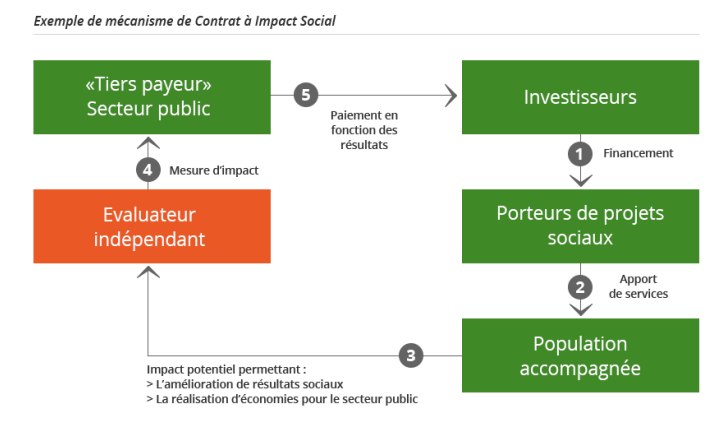 Exemple de mécanisme de Contrat à Impact Social
«Tiers payeur»
Secteur public
5
Paiement en
fonction des
résultats
Investisseurs
1
Financement
4
Mesure d'impact
Evaluateur
indépendant
Porteurs de projets
sociaux
2
Apport
de services
Population
accompagnée
3
Impact potentiel permettant :
> L'amélioration de résultats sociaux
> La réalisation d'économies pour le secteur public